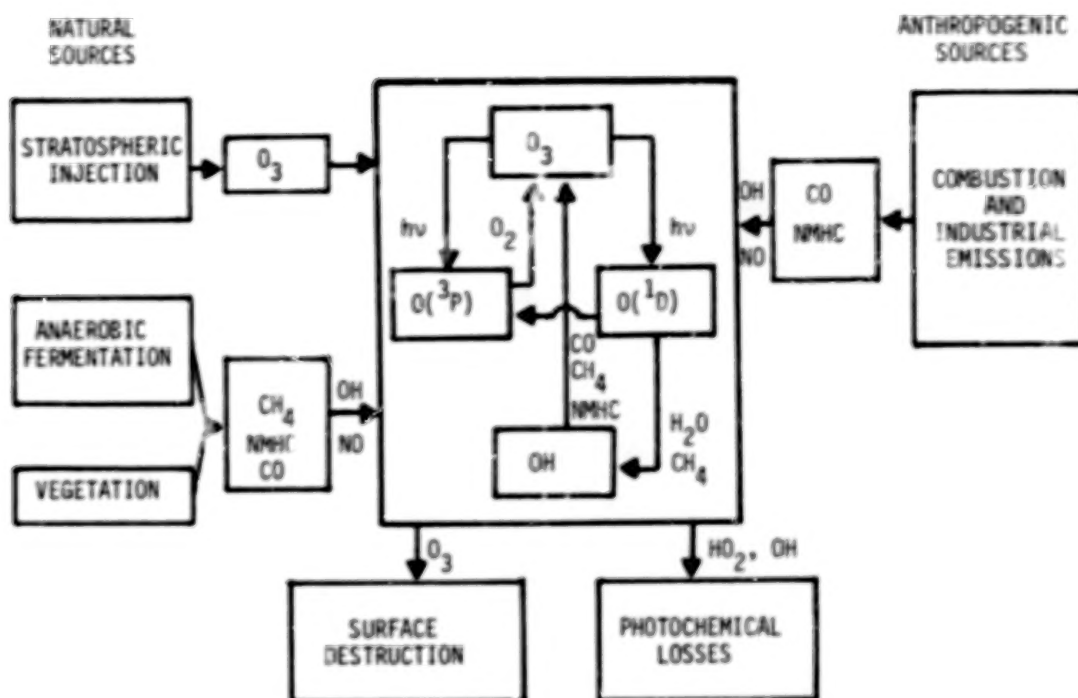 NATURAL
SOURCES
ANTHROPOGENIC
SOURCES
STRATOSPHERIC
INJECTION
O3
O3
hν
O2
hν
O(3P)
O(1D)
CO
CH4
NMHC
H2O
CH4
OH
ANAEROBIC
FERMENTATION
VEGETATION
CH4
NMHC
CO
OH
NO
OH
NO
CO
NMHC
COMBUSTION
AND
INDUSTRIAL
EMISSIONS
O3
HO2, OH
SURFACE
DESTRUCTION
PHOTOCHEMICAL
LOSSES